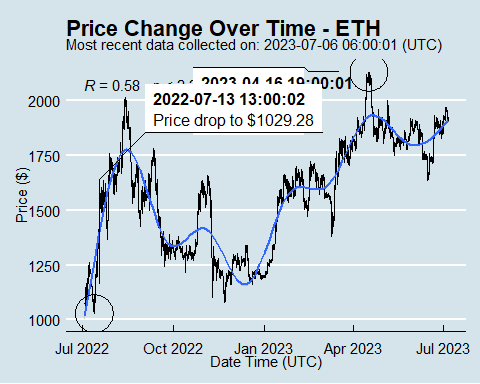 Price Change Over Time - ETH
Most recent data collected on: 2023-07-06 06:00:01 (UTC)
R = 0.58
2023-04-16 19:00:01
2022-07-13 13:00:02
Price drop to $1029.28
Price ($)
2000
1750
1500
1250
1000
Jul 2022 Oct 2022 Jan 2023 Apr 2023 Jul 2023
Date Time (UTC)